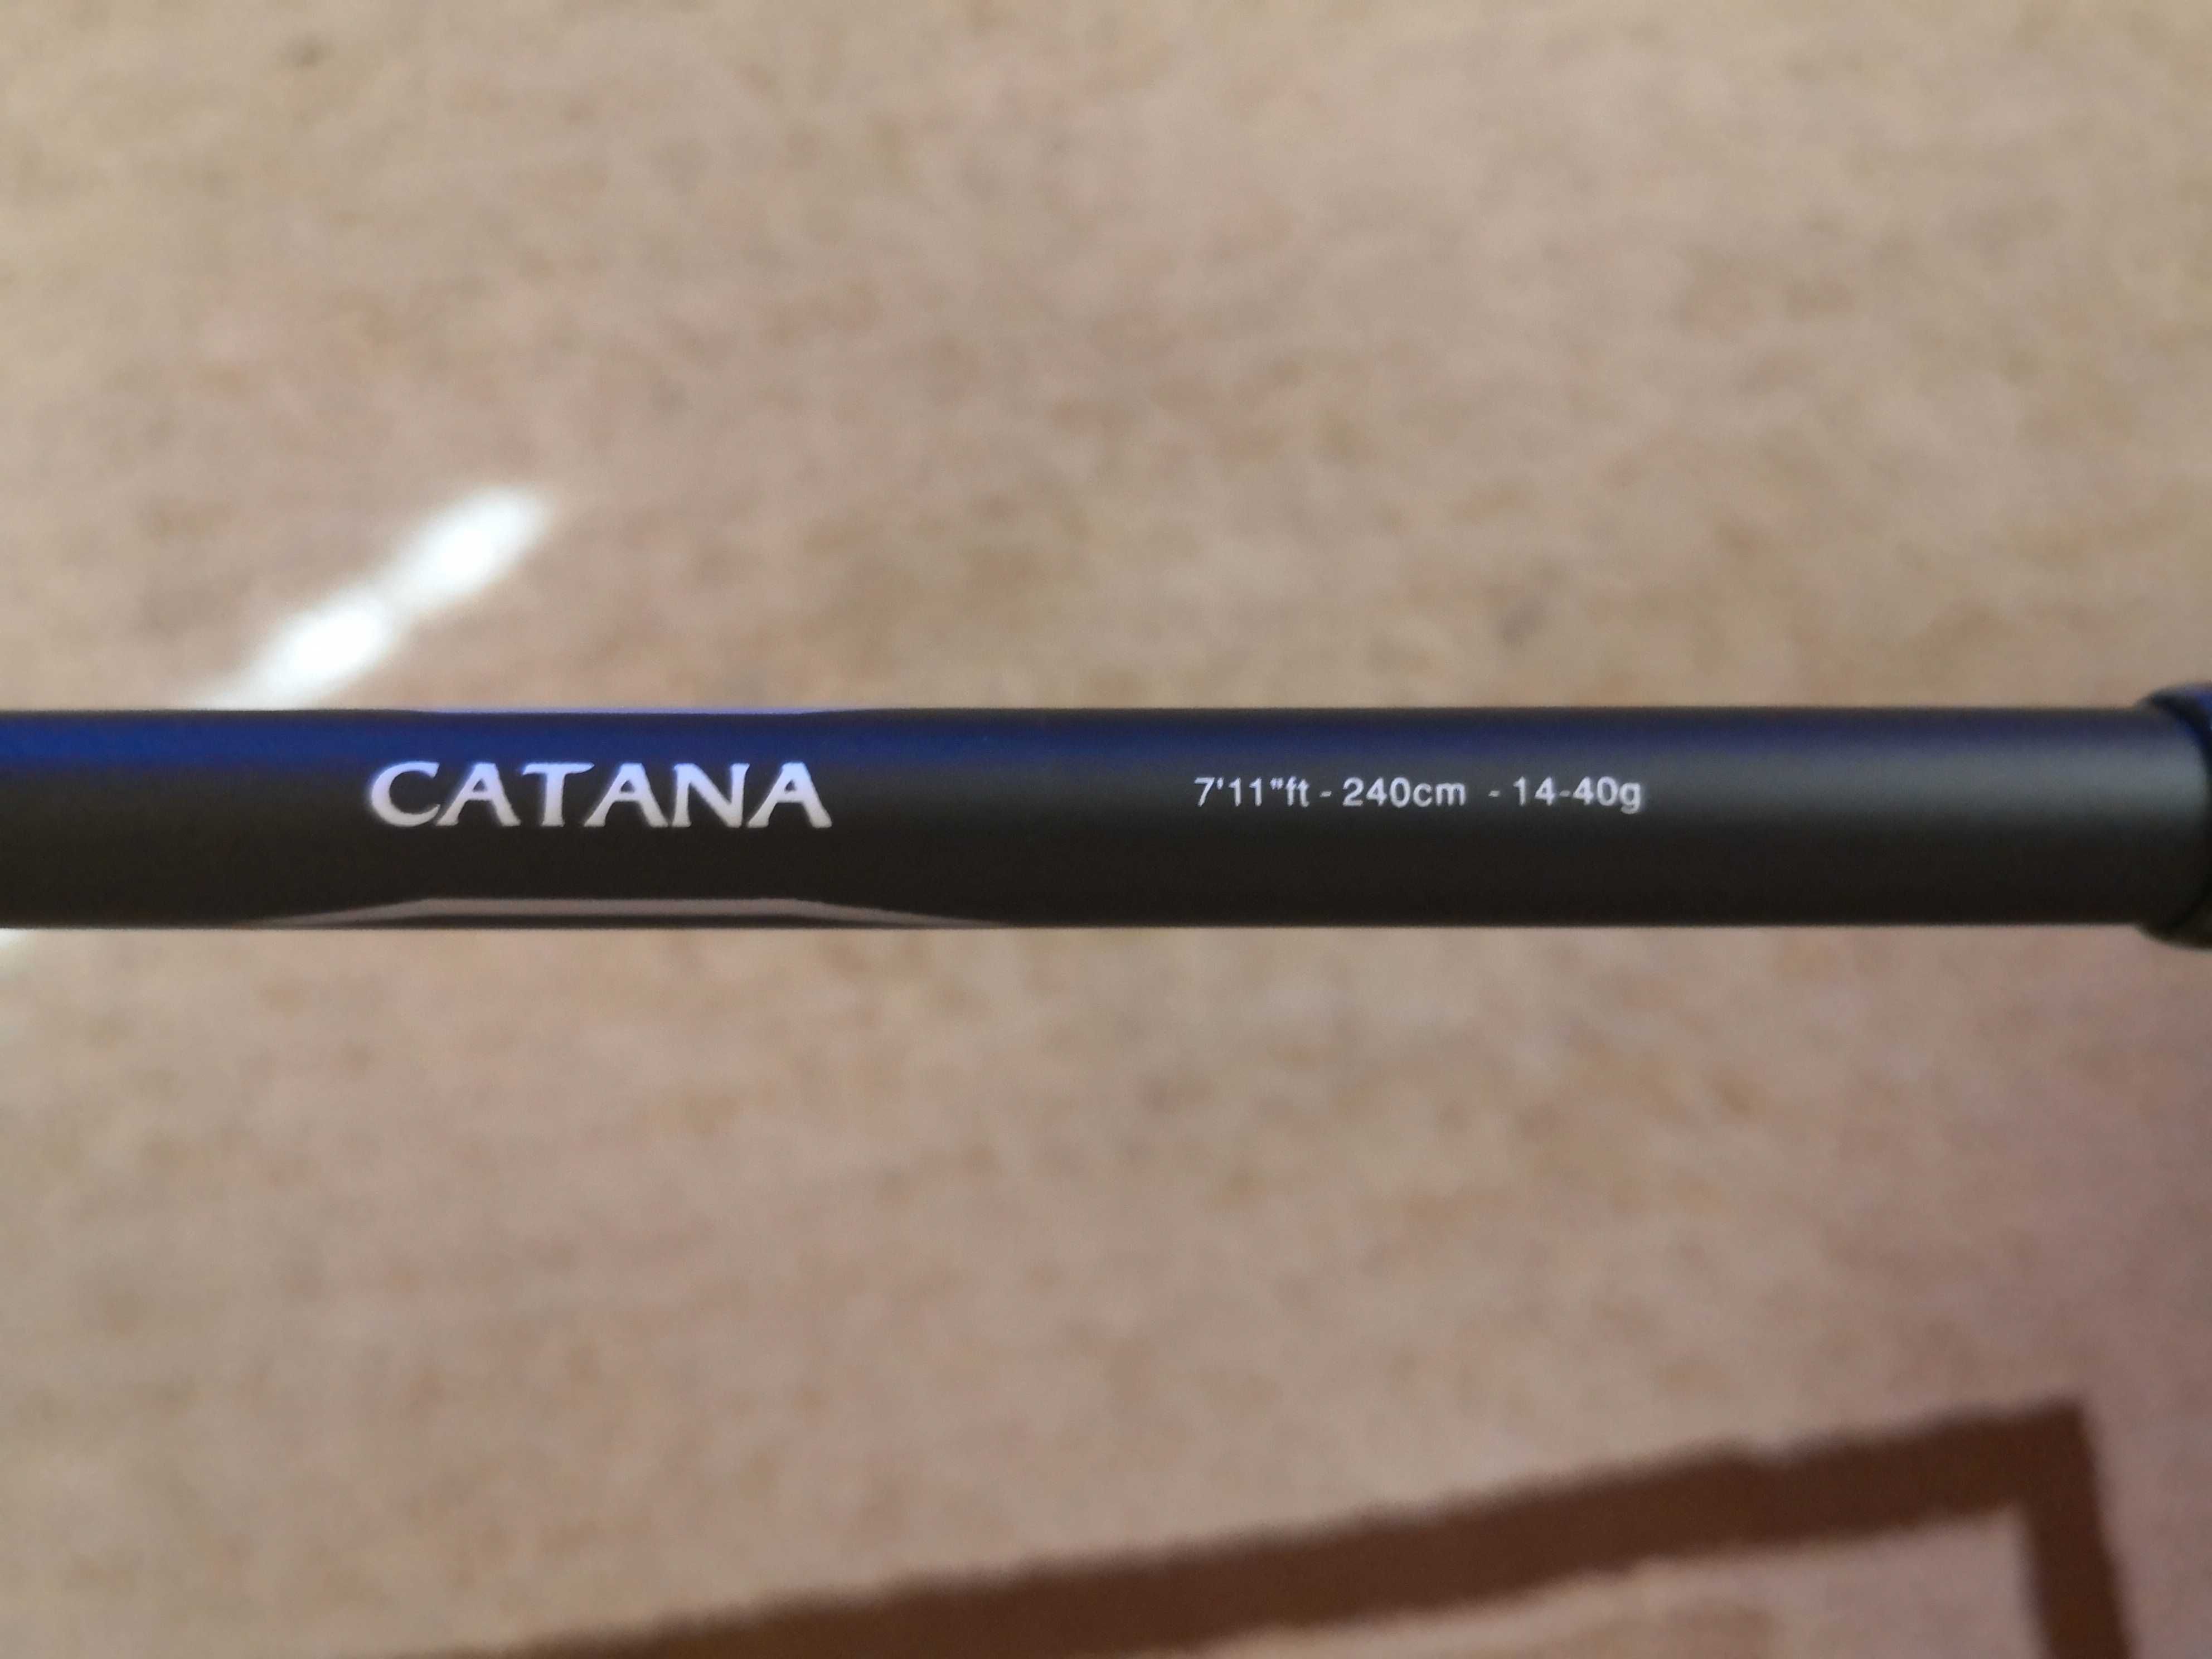 CATANA
7'11"ft - 240cm - 14-40g